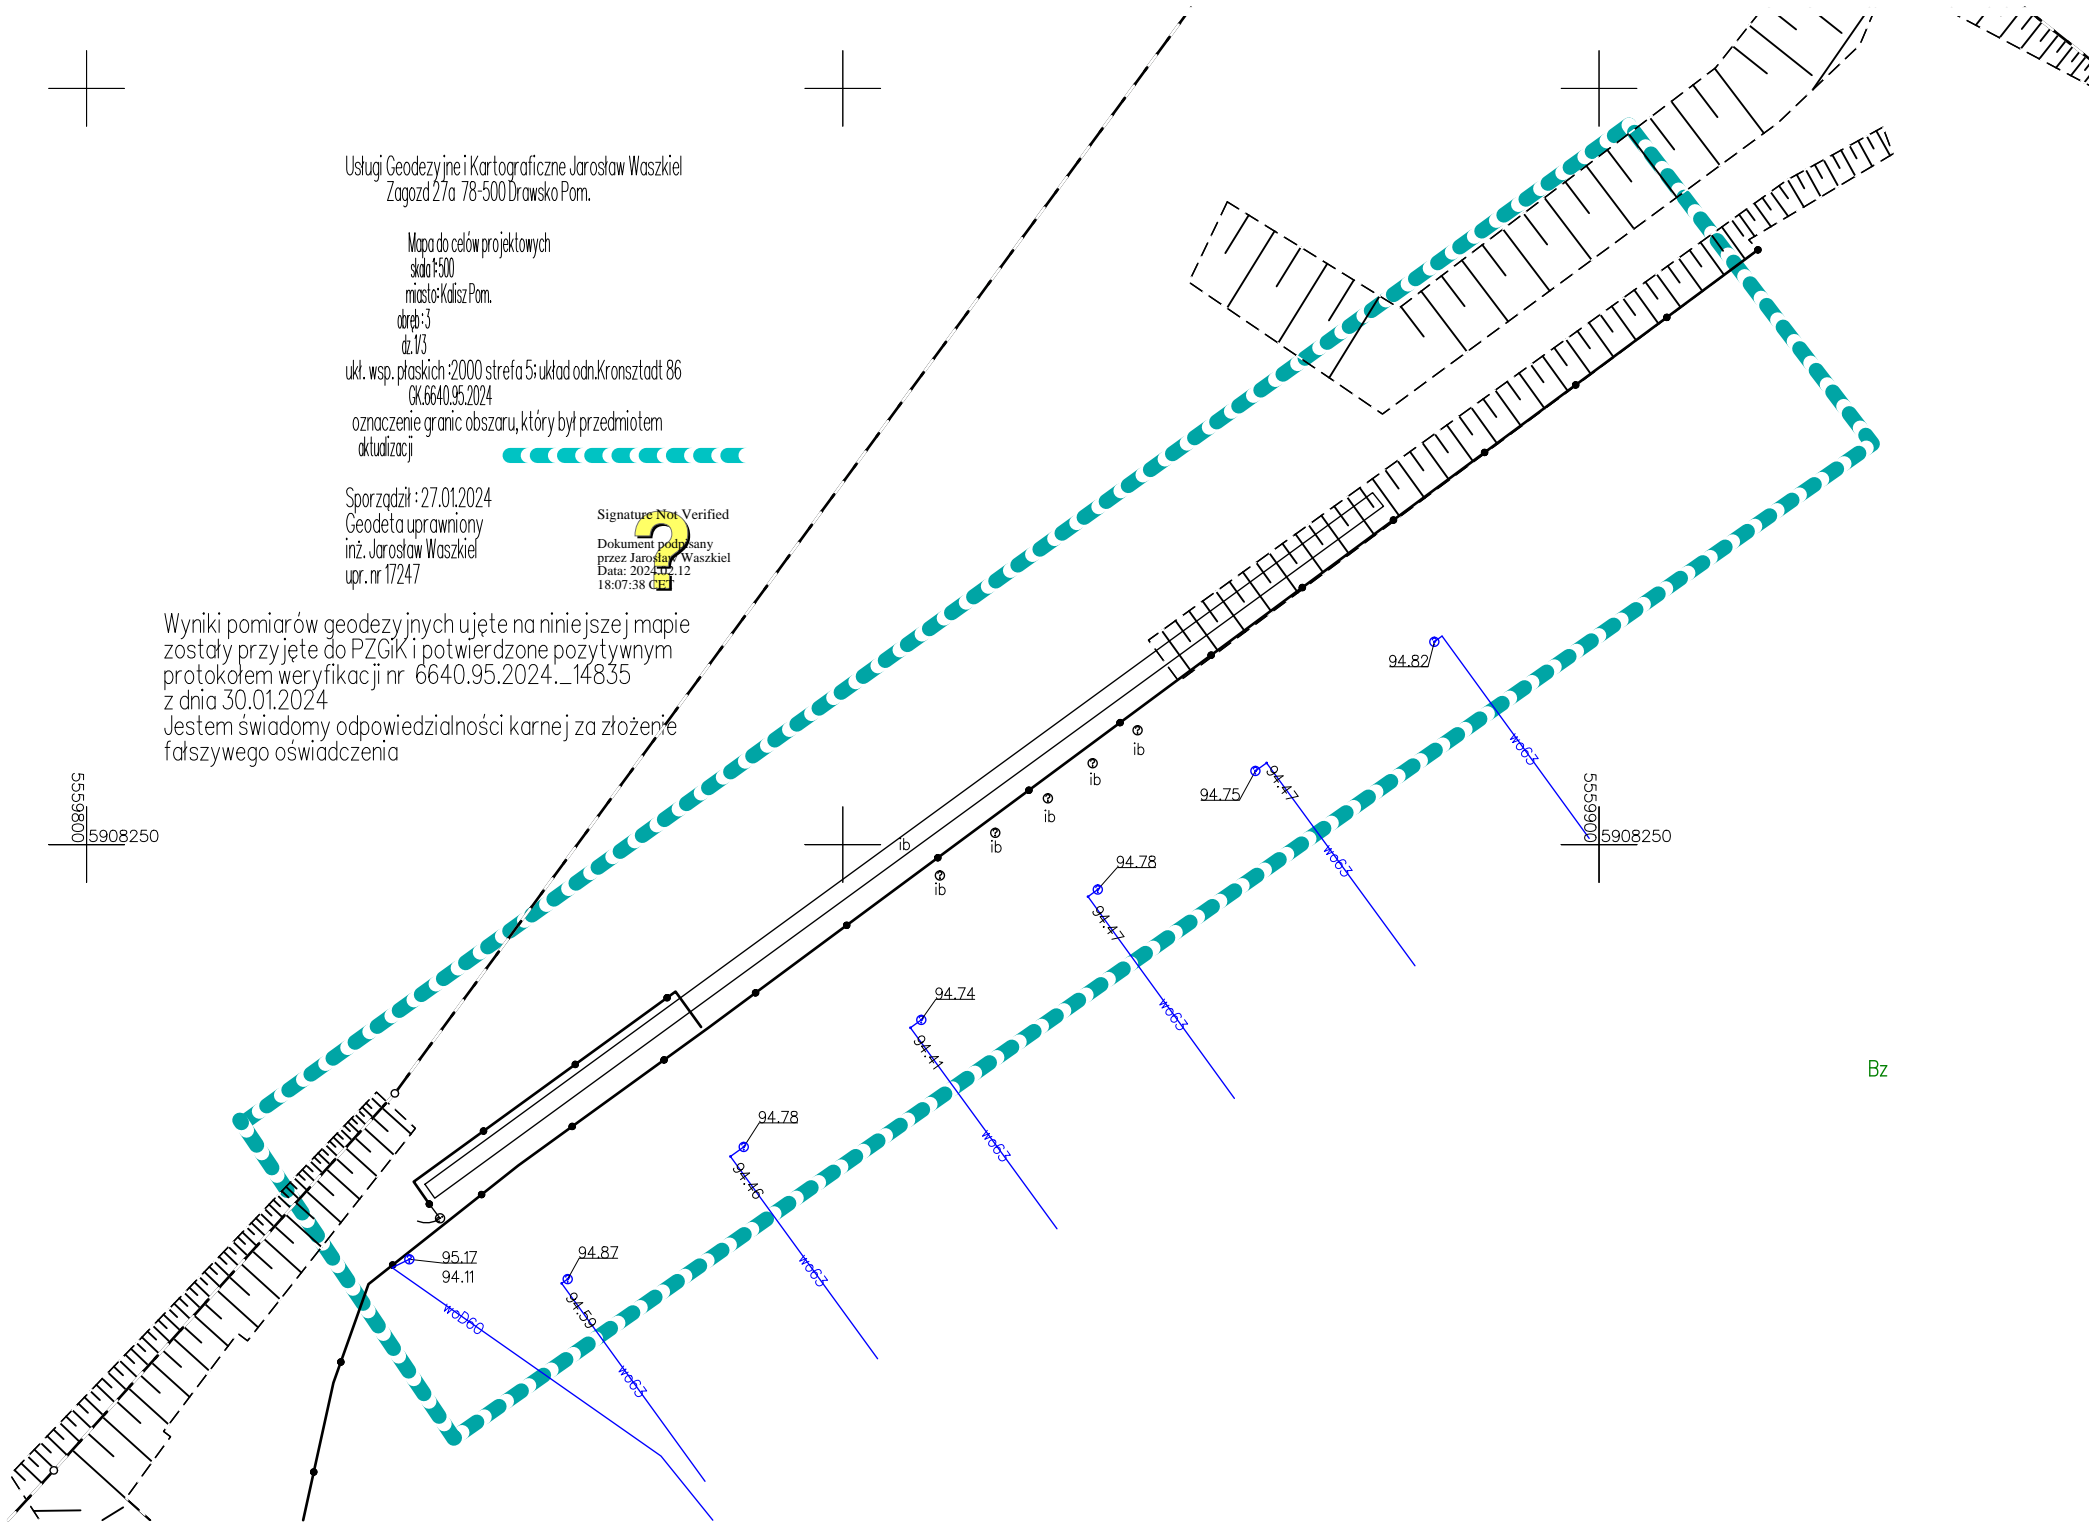 Usługi Geodezyjne i Kartograficzne Jarosław Waszkiel
Zagozd 27a 78-500 Drawsko Pom.
Mapa do celów projektowych
skala 1:500
miasto: Kalisz Pom.
obręb : 3
dz. 1/3
ukł. wsp. płaskich :2000 strefa 5; układ odn.Kronsztadt 86
GK.6640.95.2024
oznaczenie granic obszaru, który był przedmiotem
aktualizacji
Sporządził : 27.01.2024
Geodeta uprawniony
inż. Jarosław Waszkiel
upr. nr 17247
Signature Not Verified
Dokument podpisany
przez Jarosław Waszkiel
Data: 2024.02.12
18:07:38 CET
Wyniki pomiarów geodezyjnych ujęte na niniejszej mapie
zostały przyjęte do PZGiK i potwierdzone pozytywnym
protokołem weryfikacji nr 6640.95.2024._14835
z dnia 30.01.2024
Jestem świadomy odpowiedzialności karnej za złożenie
fałszywego oświadczenia
94.82
wo63
ib
ib
94.75
94.47
5559800
5908250
5559900
5908250
ib
ib
ib
ib
94.78
wo63
94.47
94.74
wo63
94.41
Bz
94.78
wo63
94.46
95.17
94.11
94.87
wo63
94.59
woD60
wo63